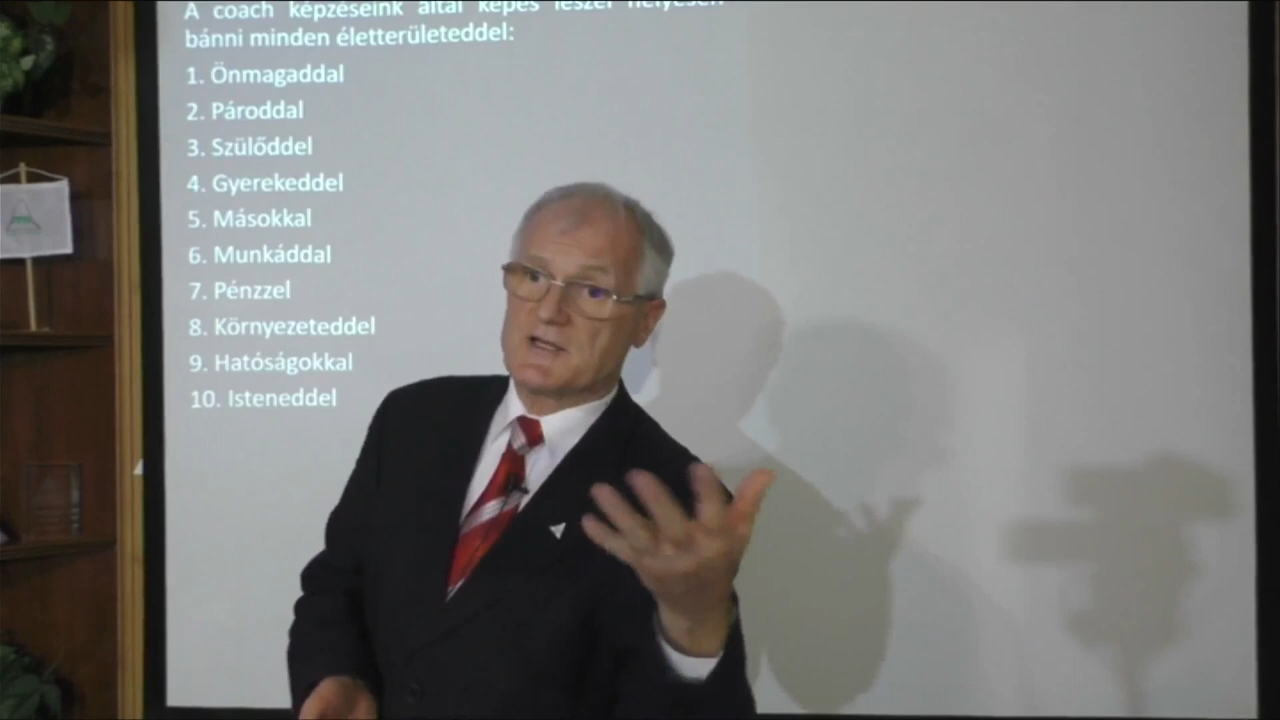 A coach képzéseink által képes leszel helyesen
bánni minden életterületeddel:
1. Önmagaddal
2. Pároddal
3. Szülőddel
4. Gyerekeddel
5. Másokkal
6. Munkáddal
7. Pénzzel
8. Környezeteddel
9. Hatóságokkal
10. Isteneddel